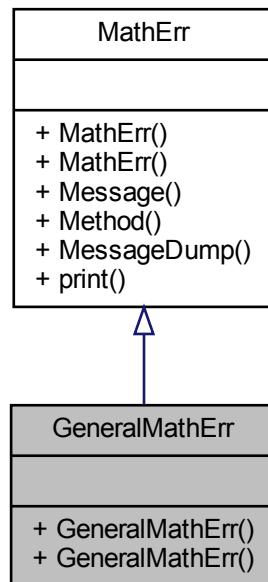 MathErr
+ MathErr()
+ MathErr()
+ Message()
+ Method()
+ MessageDump()
+ print()
GeneralMathErr
+ GeneralMathErr()
+ GeneralMathErr()